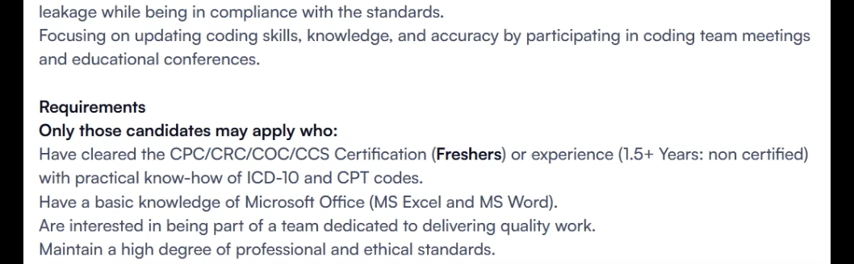 leakage while being in compliance with the standards.
Focusing on updating coding skills, knowledge, and accuracy by participating in coding team meetings
and educational conferences.
Requirements
Only those candidates may apply who:
Have cleared the CPC/CRC/COC/CCS Certification (Freshers) or experience (1.5+ Years: non certified)
with practical know-how of ICD-10 and CPT codes.
Have a basic knowledge of Microsoft Office (MS Excel and MS Word).
Are interested in being part of a team dedicated to delivering quality work.
Maintain a high degree of professional and ethical standards.